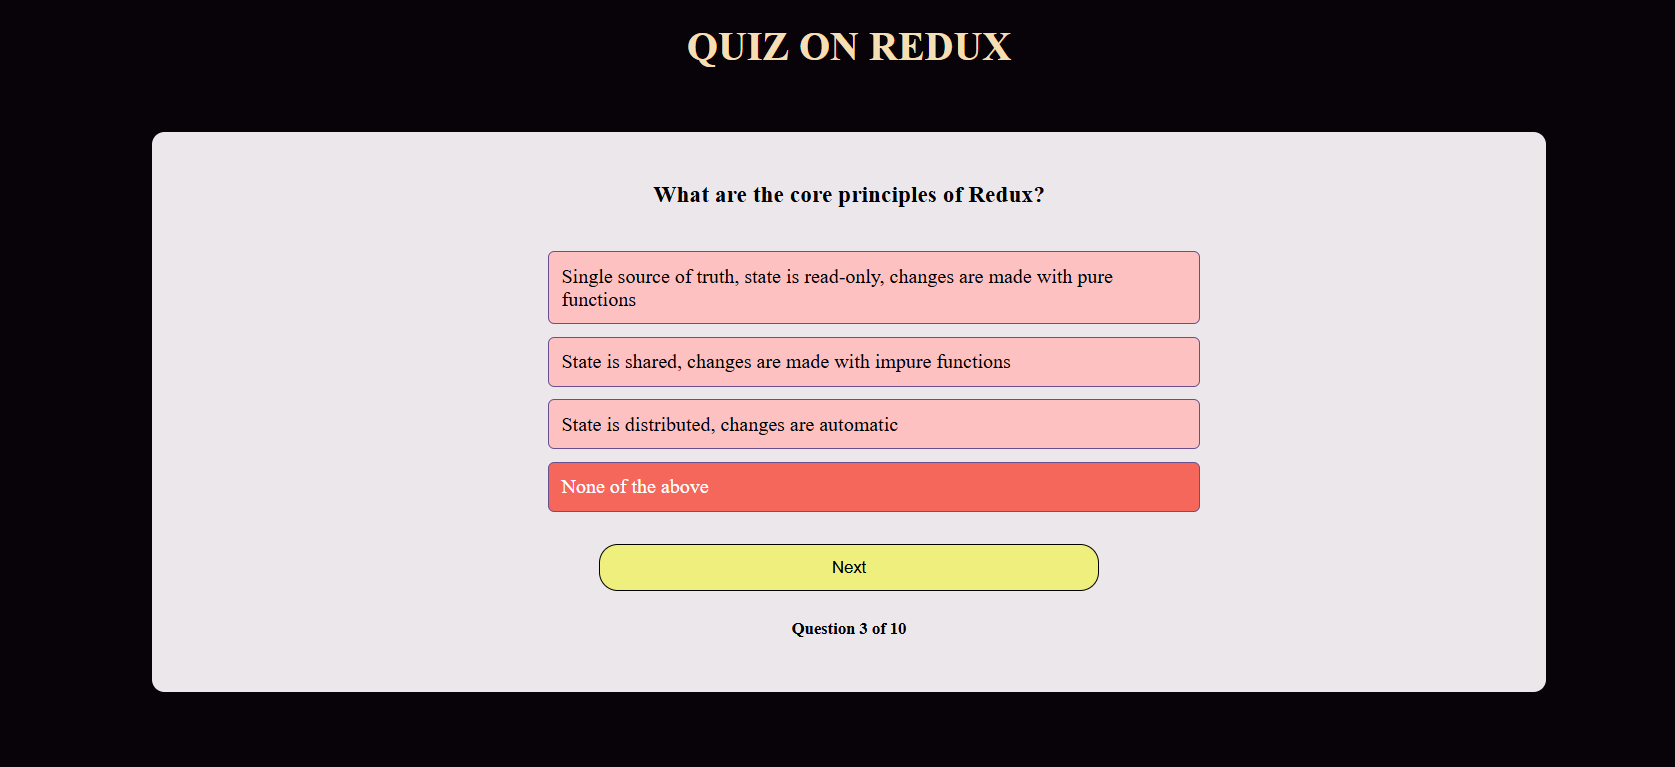 QUIZ ON REDUX
What are the core principles of Redux?
Single source of truth, state is read-only, changes are made with pure
functions
State is shared, changes are made with impure functions
State is distributed, changes are automatic
None of the above
Next
Question 3 of 10